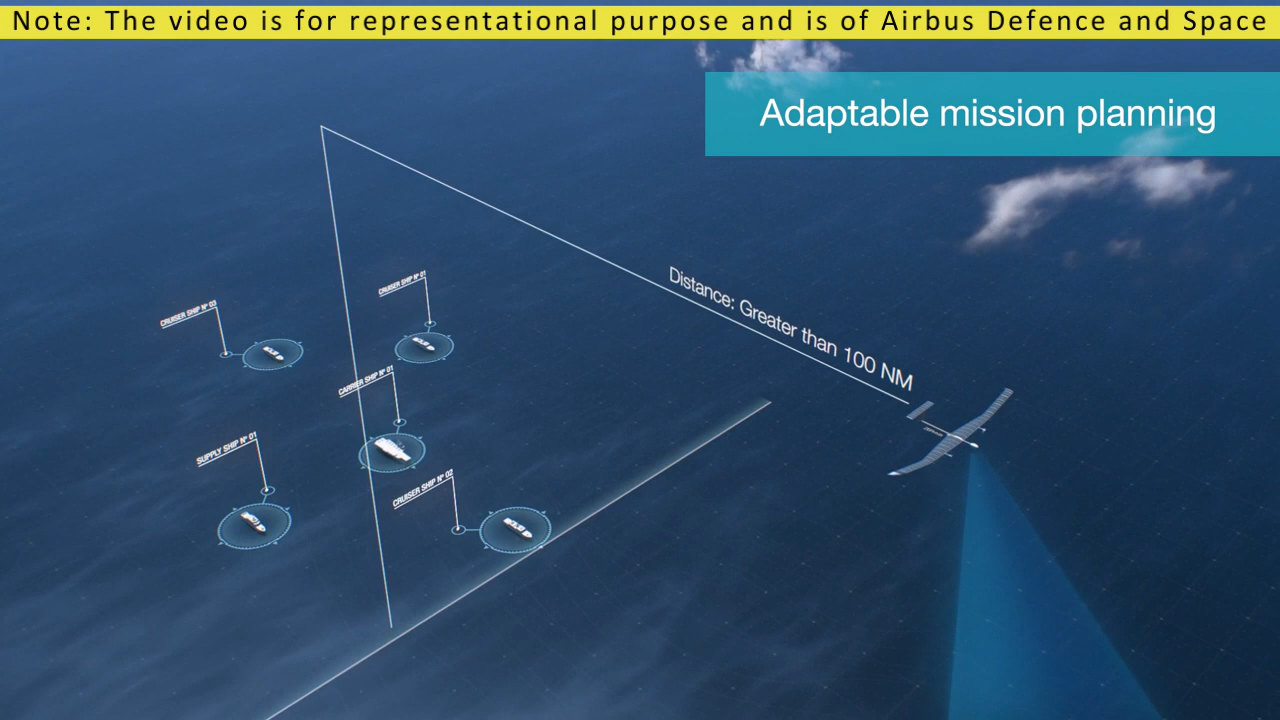 Note: The video is for representational purpose and is of Airbus Defence and Space
Adaptable mission planning
Distance: Greater than 100 NM
CRUISER SHIP Nº 01
CRUISER SHIP Nº 03
CARRIER SHIP Nº 01
SUPPLY SHIP Nº 01
CRUISER SHIP Nº 02